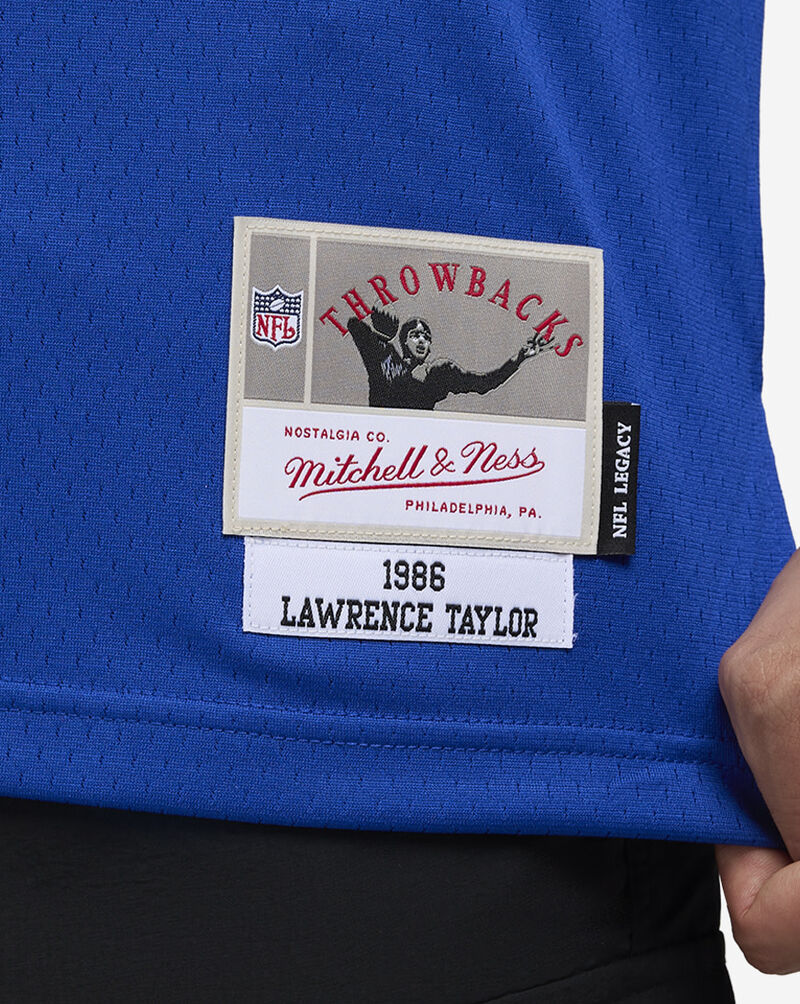 THROWBACKS
NFL
NOSTALGIA CO.
Mitchell & Ness
PHILADELPHIA, PA.
NFL LEGACY
1986
LAWRENCE TAYLOR